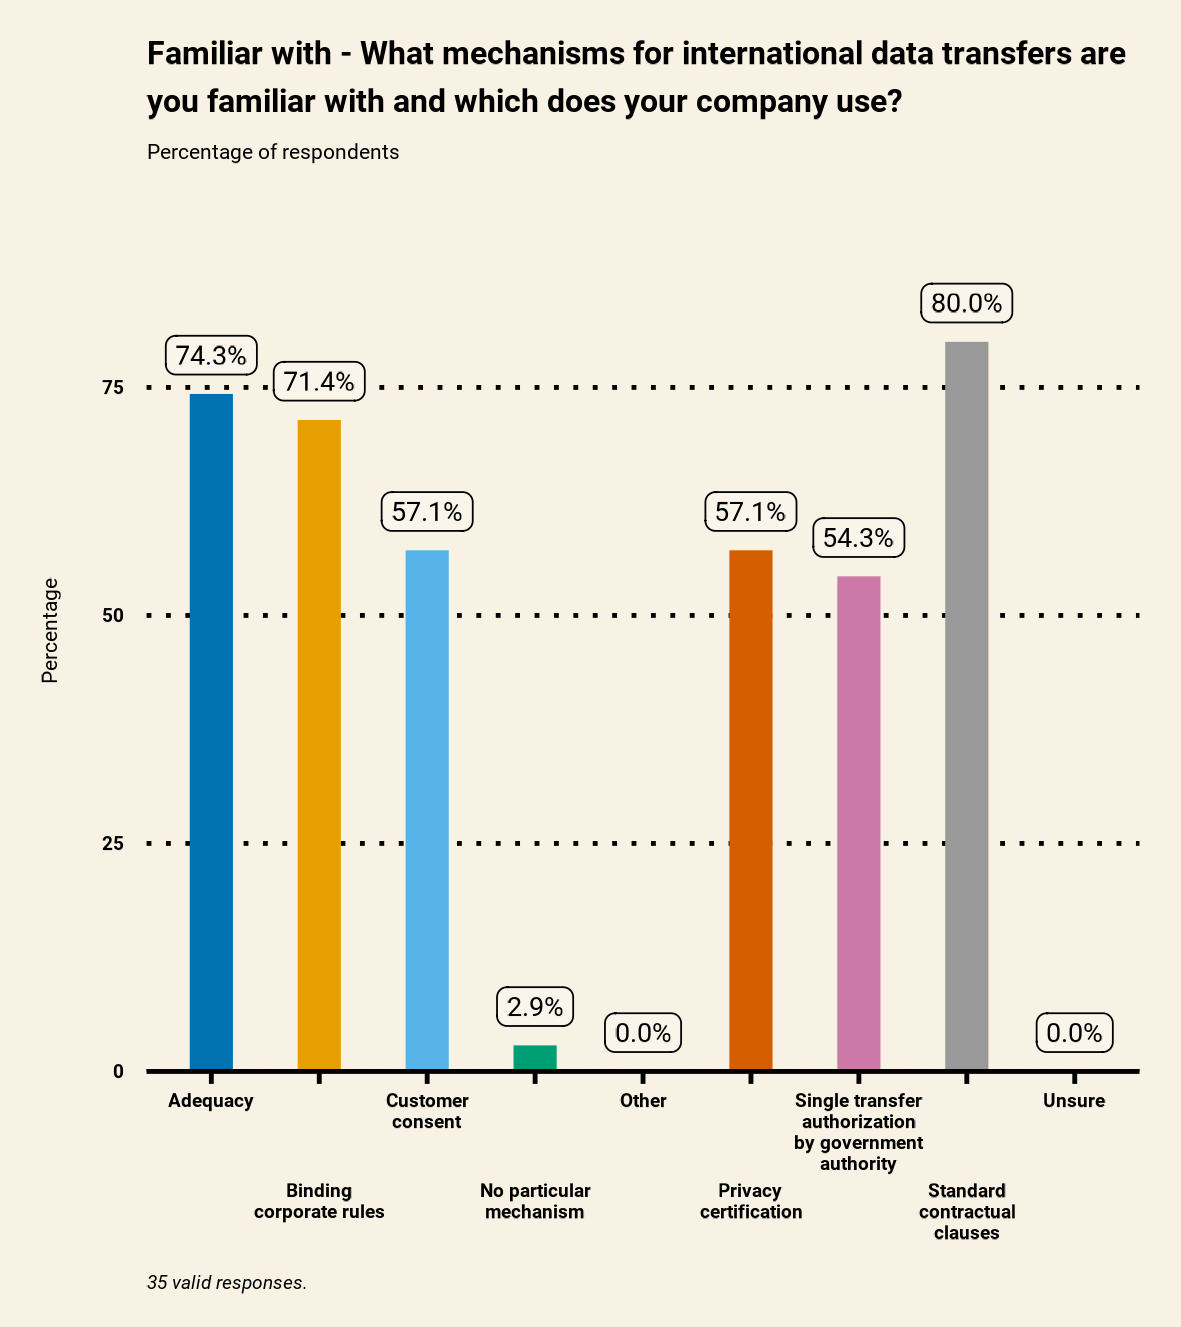 Familiar with - What mechanisms for international data transfers are
you familiar with and which does your company use?
Percentage of respondents
Percentage
75
50
25
0
74.3%
71.4%
57.1%
2.9%
0.0%
57.1%
54.3%
80.0%
0.0%
Adequacy
Binding
corporate rules
Customer
consent
No particular
mechanism
Other
Privacy
certification
Single transfer
authorization
by government
authority
Standard
contractual
clauses
Unsure
35 valid responses.